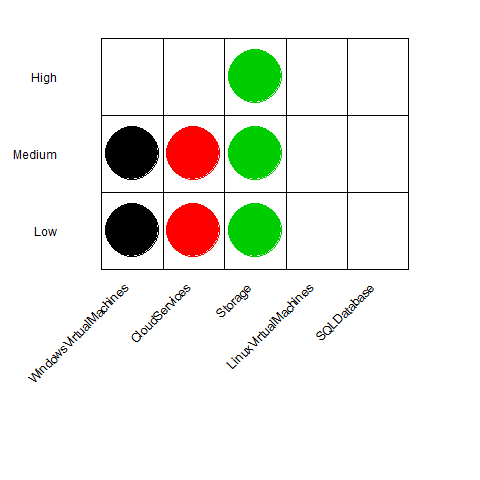 High
Medium
Low
WindowsVirtualMachines
CloudServices
Storage
LinuxVirtualMachines
SQLDatabase